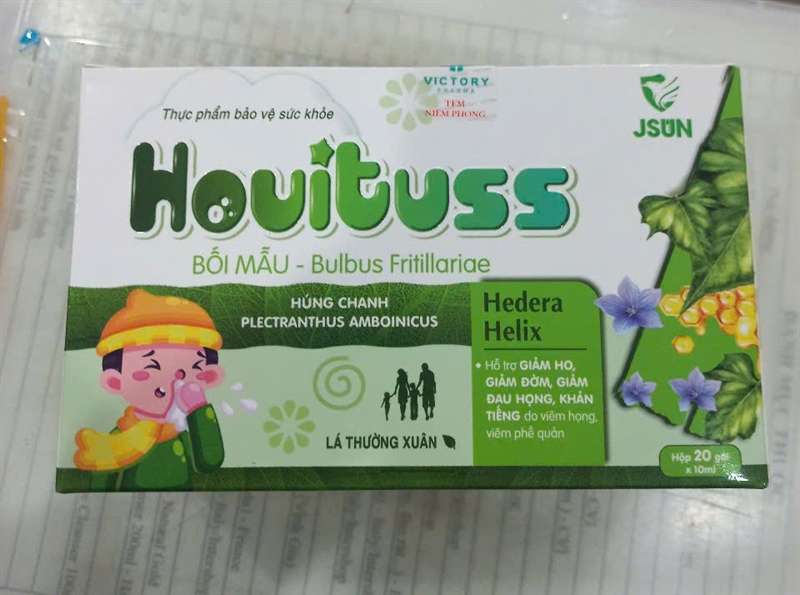 VICTORY
PHARMA
TEM
NIÊM PHONG
JSUN
Thực phẩm bảo vệ sức khỏe
Houituss
BỐI MẪU - Bulbus Fritillariae
HÚNG CHANH
PLECTRANTHUS AMBOINICUS
Hedera
Helix
• Hỗ trợ GIẢM HO,
GIẢM ĐỜM, GIẢM
ĐAU HỌNG, KHẢN
TIẾNG do viêm họng,
viêm phế quản
LÁ THƯỜNG XUÂN
Hộp 20 gói
x 10ml